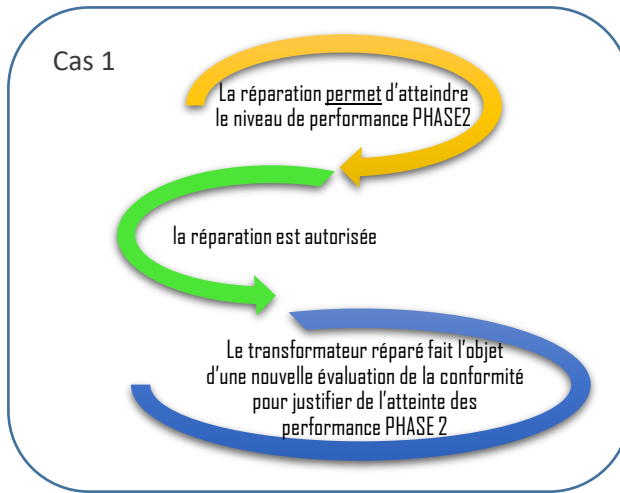 Cas 1
La réparation permet d'atteindre
le niveau de performance PHASE2
la réparation est autorisée
Le transformateur réparé fait l'objet
d'une nouvelle évaluation de la conformité
pour justifier de l'atteinte des
performance PHASE 2